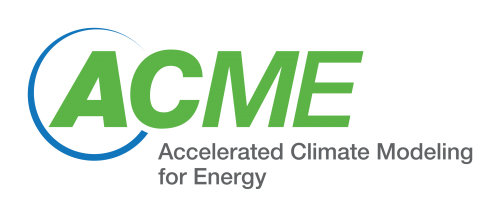 ACME
Accelerated Climate Modeling
for Energy